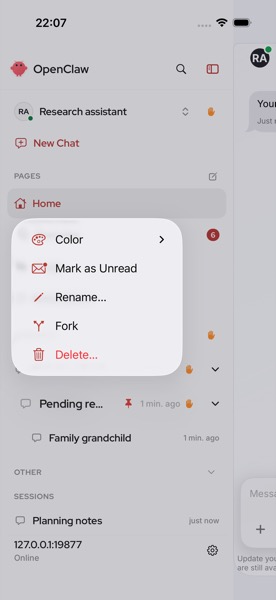 22:07
OpenClaw
RA Research assistant
New Chat
PAGES
Home
6
Color
Mark as Unread
Rename...
Fork
Delete...
Pending re... 1 min. ago
Family grandchild 1 min. ago
OTHER
SESSIONS
Planning notes just now
127.0.0.1:19877
Online
RA
Your
Just
Messa
Update you
are still ava